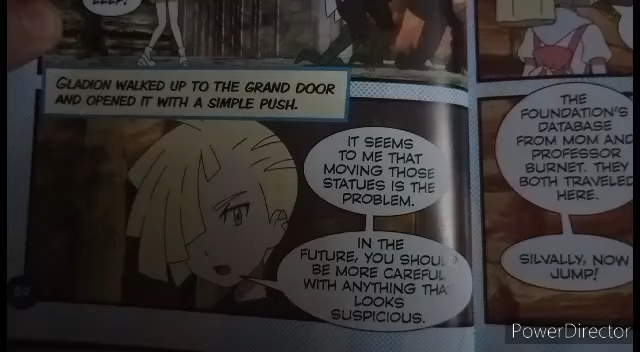 GLADION WALKED UP TO THE GRAND DOOR
AND OPENED IT WITH A SIMPLE PUSH.
IT SEEMS
TO ME THAT
MOVING THOSE
STATUES IS THE
PROBLEM.
IN THE
FUTURE, YOU SHOUL
BE MORE CAREFUL
WITH ANYTHING THA
LOOKS
SUSPICIOUS.
THE
FOUNDATION'S
DATABASE
FROM MOM AND
PROFESSOR
BURNET. THEY
BOTH TRAVELED
HERE.
SILVALLY, NOW
JUMP!
PowerDirector